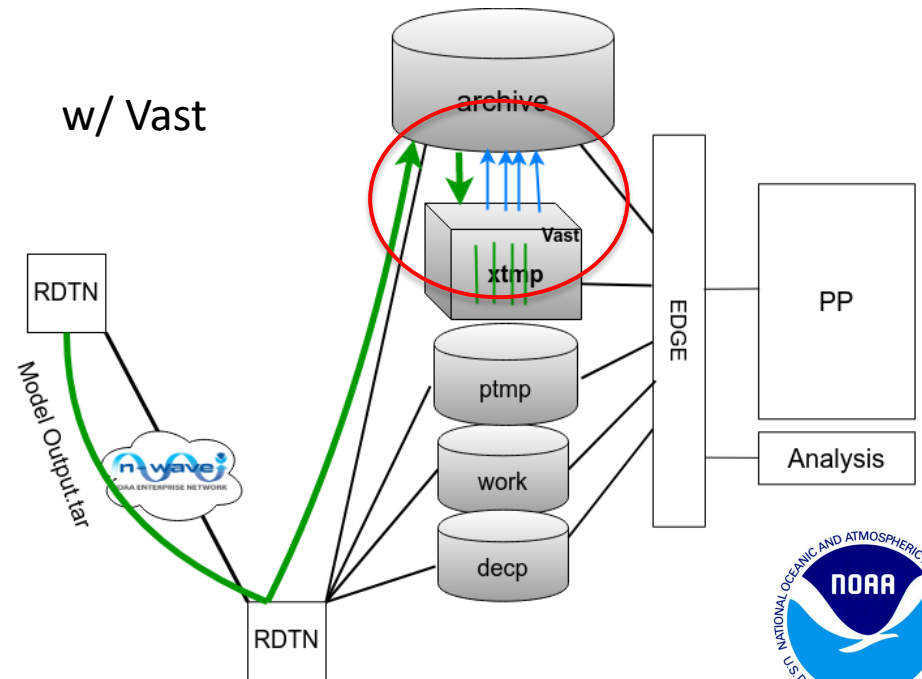 w/ Vast
archive
Vast
xtmp
RDTN
Model Output.tar
n-wave
NOAA ENTERPRISE NETWORK
ptmp
work
decp
RDTN
EDGE
PP
Analysis
NATIONAL OCEANIC AND ATMOSPHERIC
NOAA
U.S.